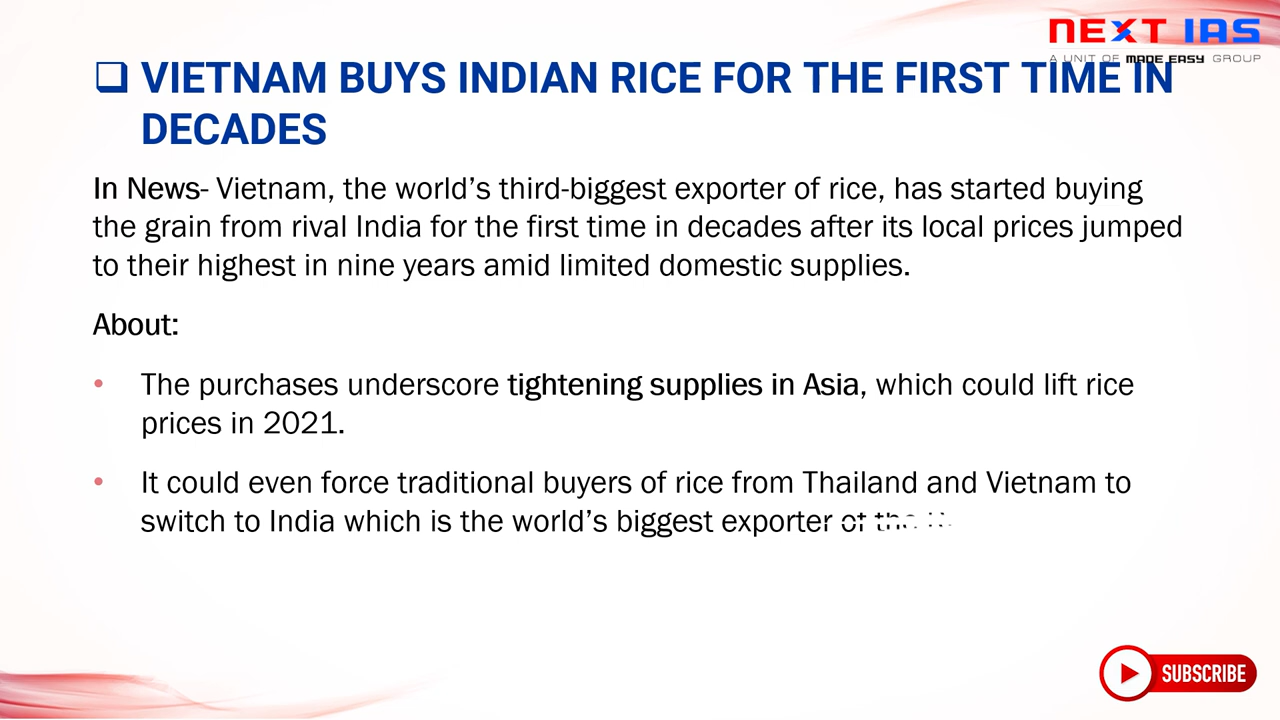 NEXT IAS
A UNIT OF MADE EASY GROUP
VIETNAM BUYS INDIAN RICE FOR THE FIRST TIME IN
DECADES
In News- Vietnam, the world's third-biggest exporter of rice, has started buying
the grain from rival India for the first time in decades after its local prices jumped
to their highest in nine years amid limited domestic supplies.
About:
• The purchases underscore tightening supplies in Asia, which could lift rice
prices in 2021.
• It could even force traditional buyers of rice from Thailand and Vietnam to
switch to India which is the world's biggest exporter
SUBSCRIBE